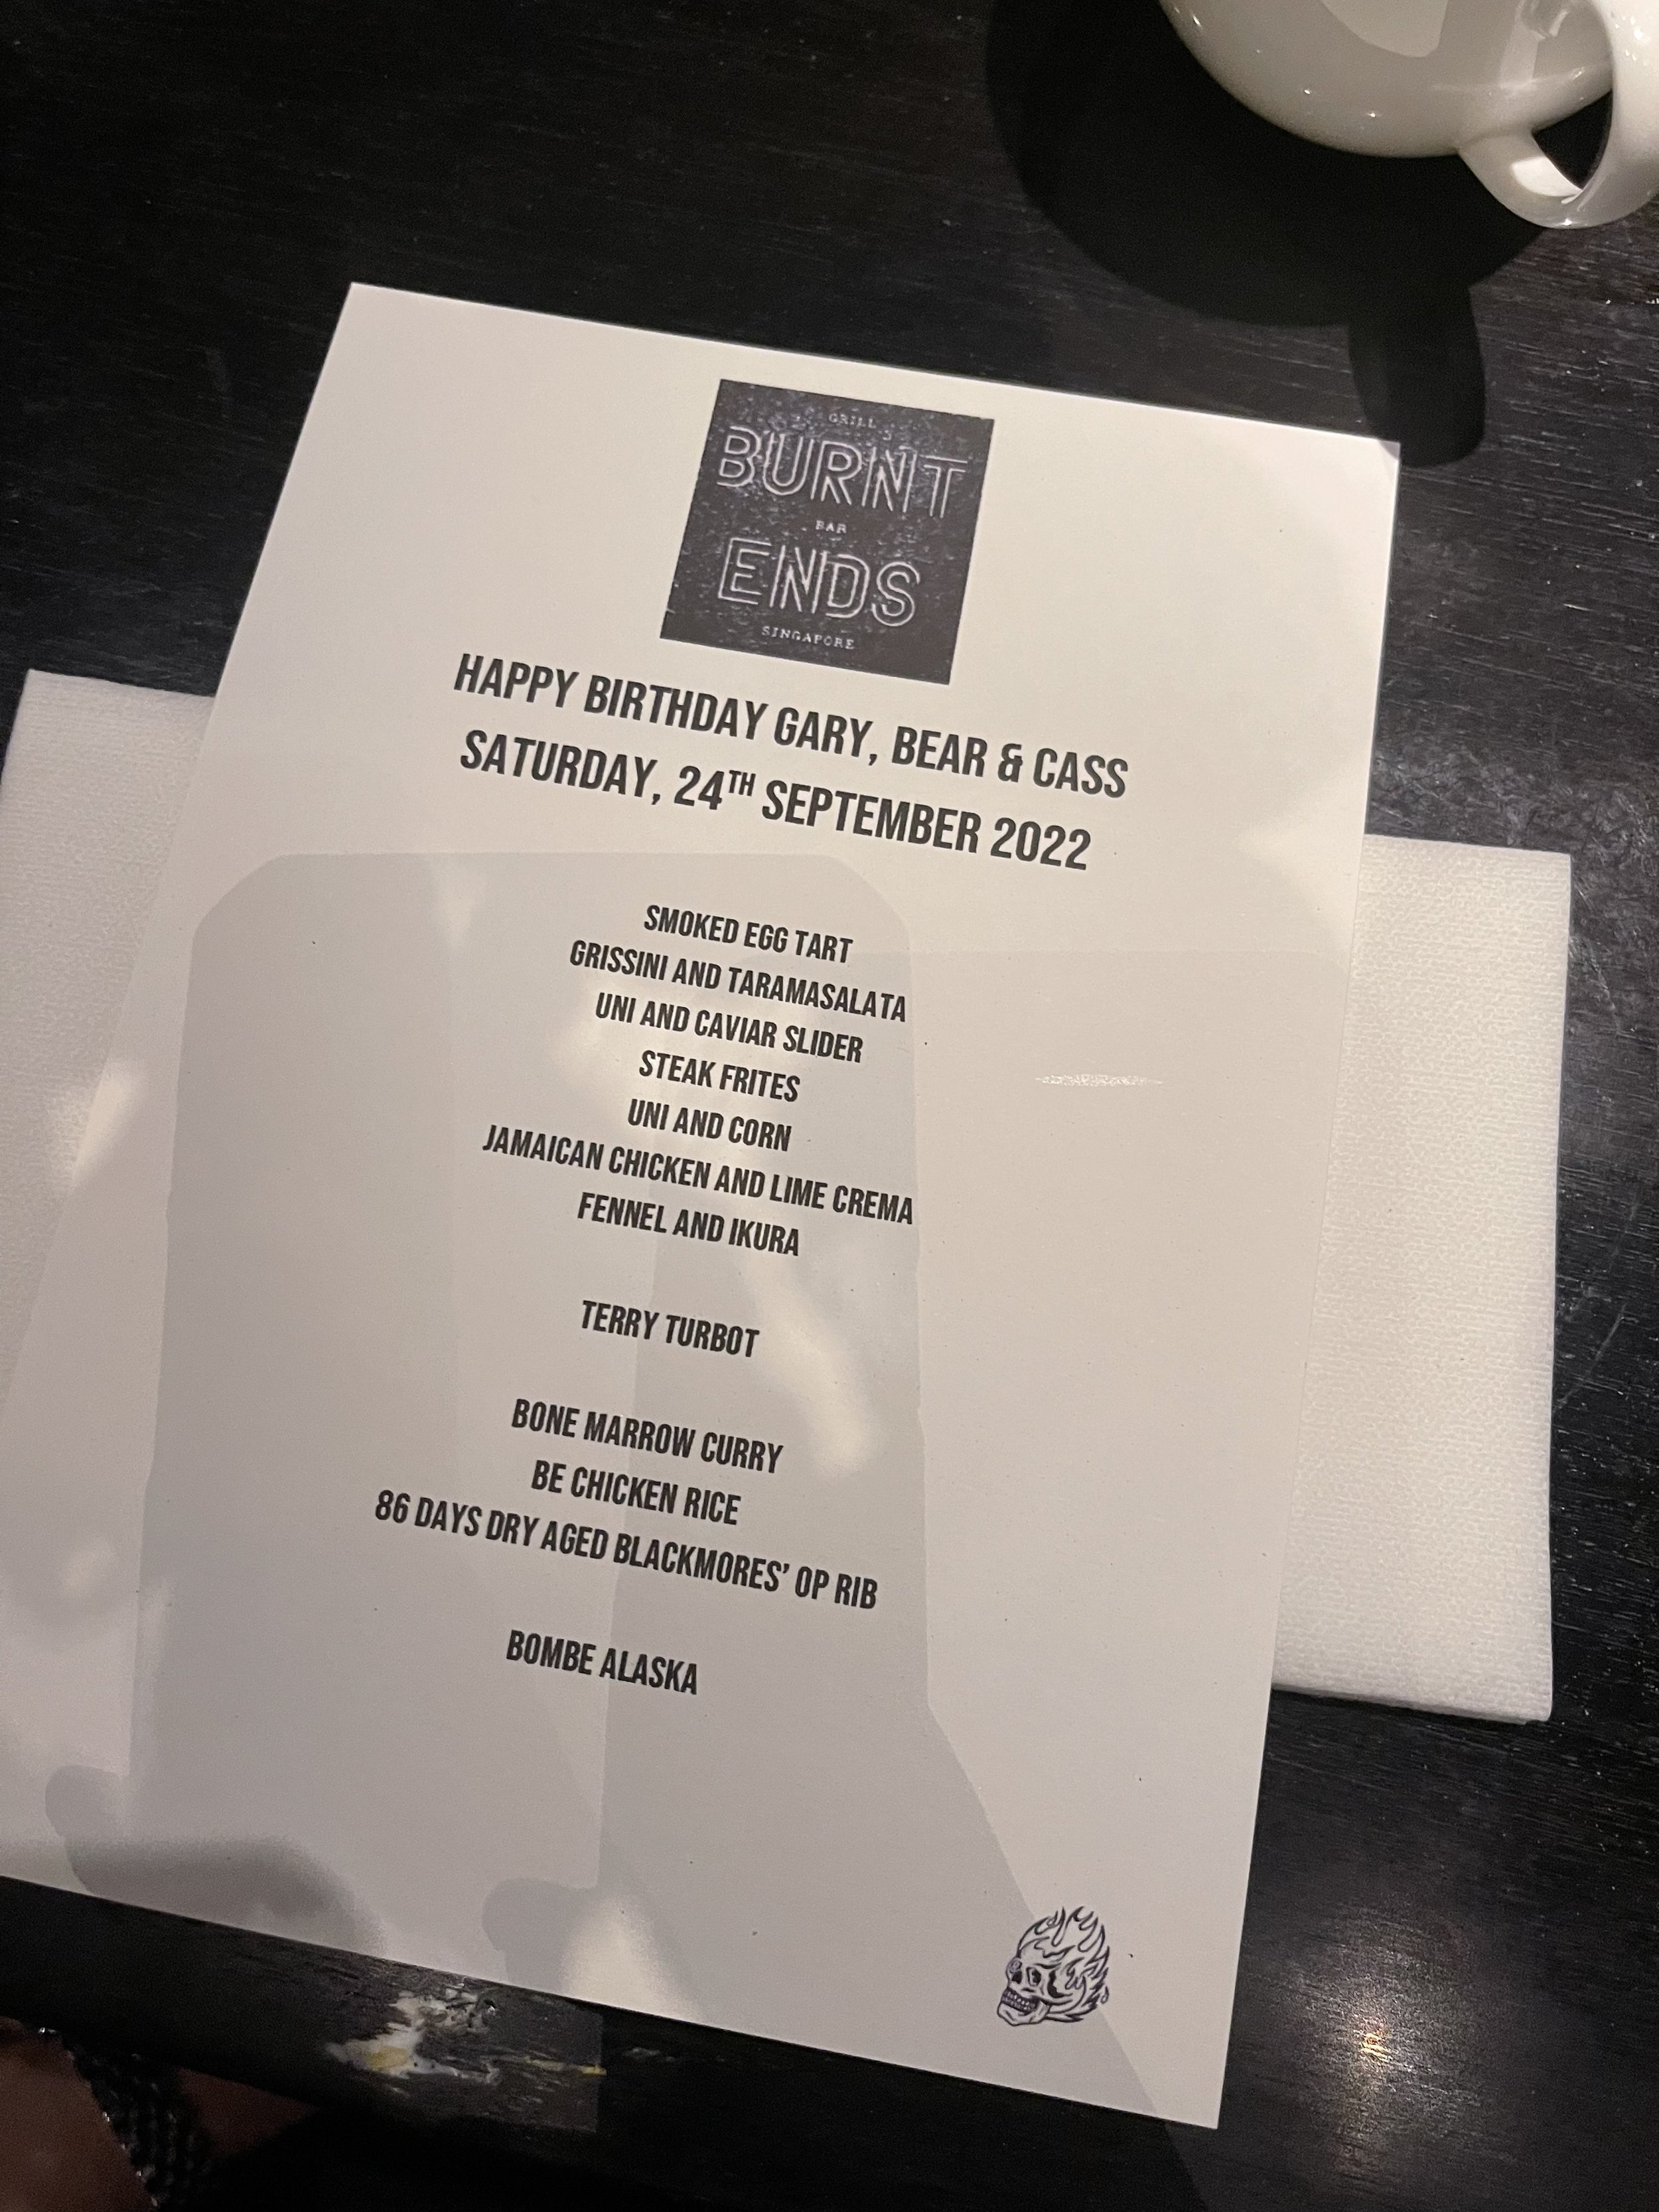 GRILL
BURNT
BAR
ENDS
SINGAPORE
HAPPY BIRTHDAY GARY, BEAR & CASS
SATURDAY, 24TH SEPTEMBER 2022
SMOKED EGG TART
GRISSINI AND TARAMASALATA
UNI AND CAVIAR SLIDER
STEAK FRITES
UNI AND CORN
JAMAICAN CHICKEN AND LIME CREMA
FENNEL AND IKURA
TERRY TURBOT
BONE MARROW CURRY
BE CHICKEN RICE
86 DAYS DRY AGED BLACKMORES' OP RIB
BOMBE ALASKA